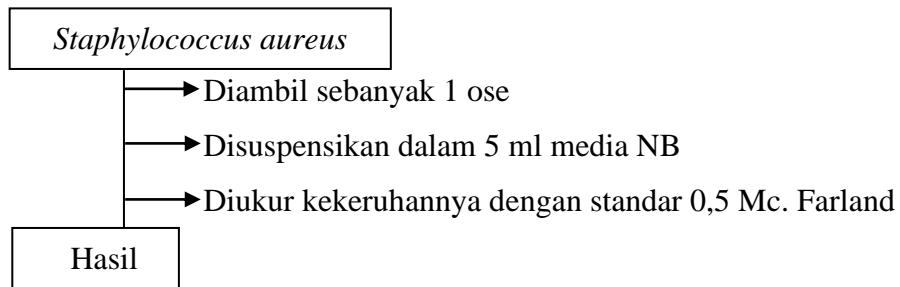 Staphylococcus aureus
Diambil sebanyak 1 ose
Disuspensikan dalam 5 ml media NB
Diukur kekeruhannya dengan standar 0,5 Mc. Farland
Hasil